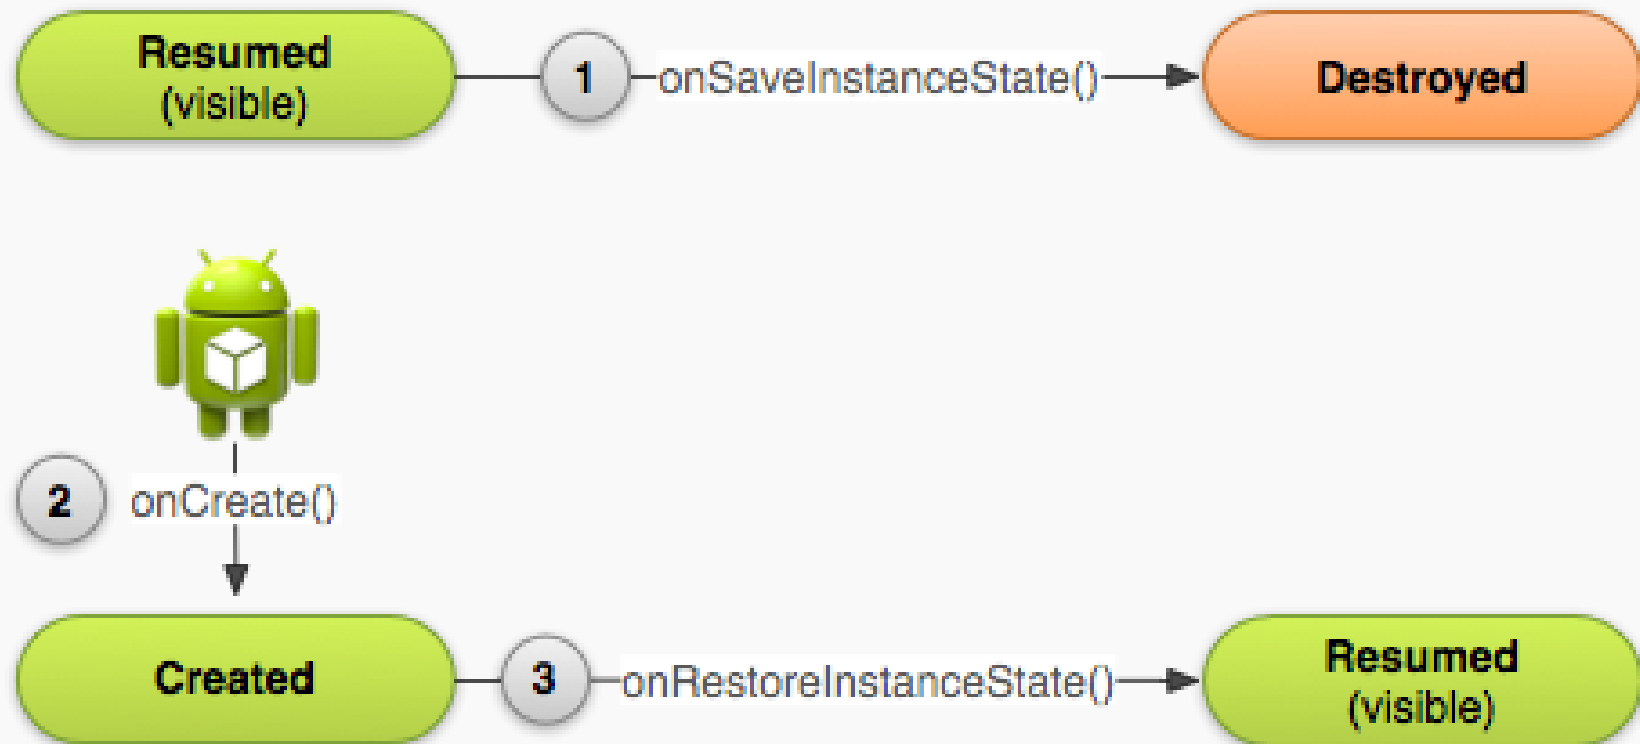 Resumed
(visible)
1
onSaveInstanceState()
Destroyed
2
onCreate()
Created
3
onRestoreInstanceState()
Resumed
(visible)